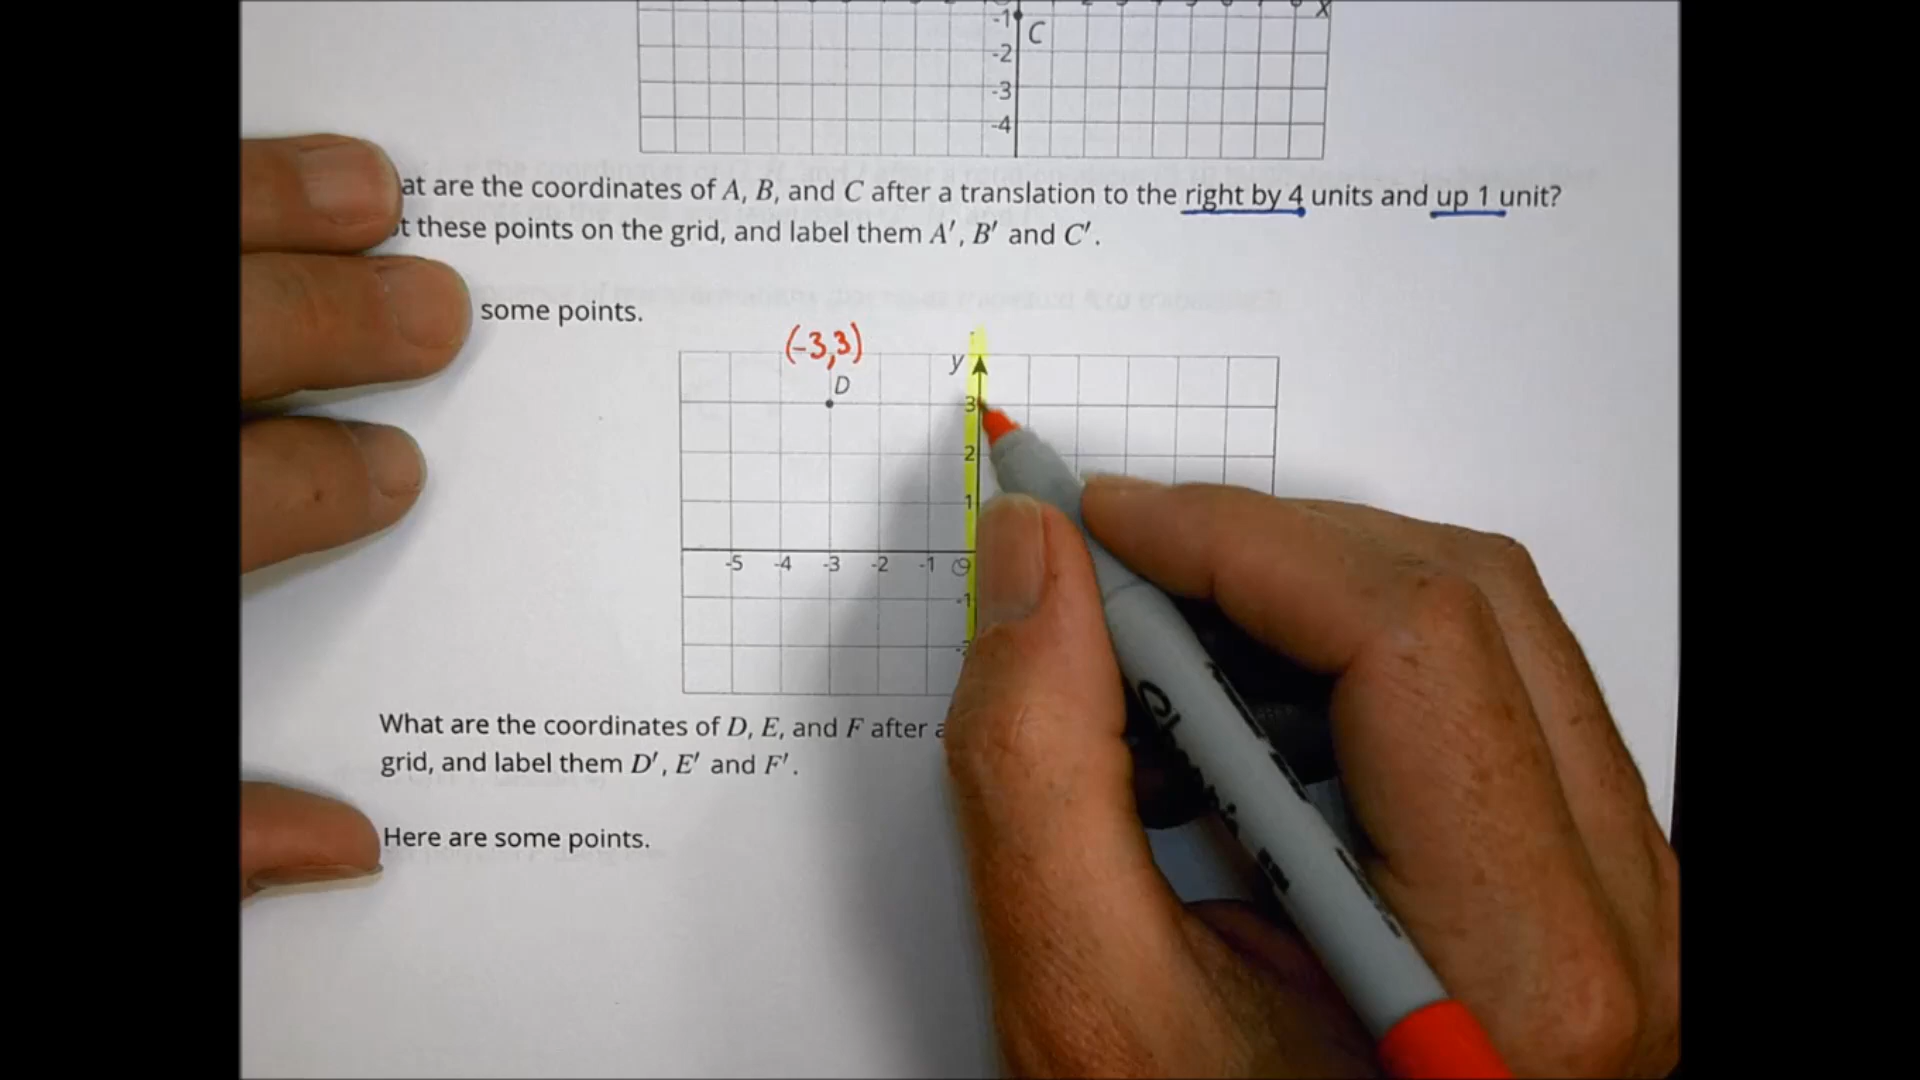 -1
C
x
-2
-3
-4
at are the coordinates of A, B, and C after a translation to the right by 4 units and up 1 unit?
t these points on the grid, and label them A′, B′ and C′.
some points.
(-3,3)
y
D
3
2
1
-5 -4 -3 -2 -1 O
-1
-2
What are the coordinates of D, E, and F after a
grid, and label them D′, E′ and F′.
Here are some points.